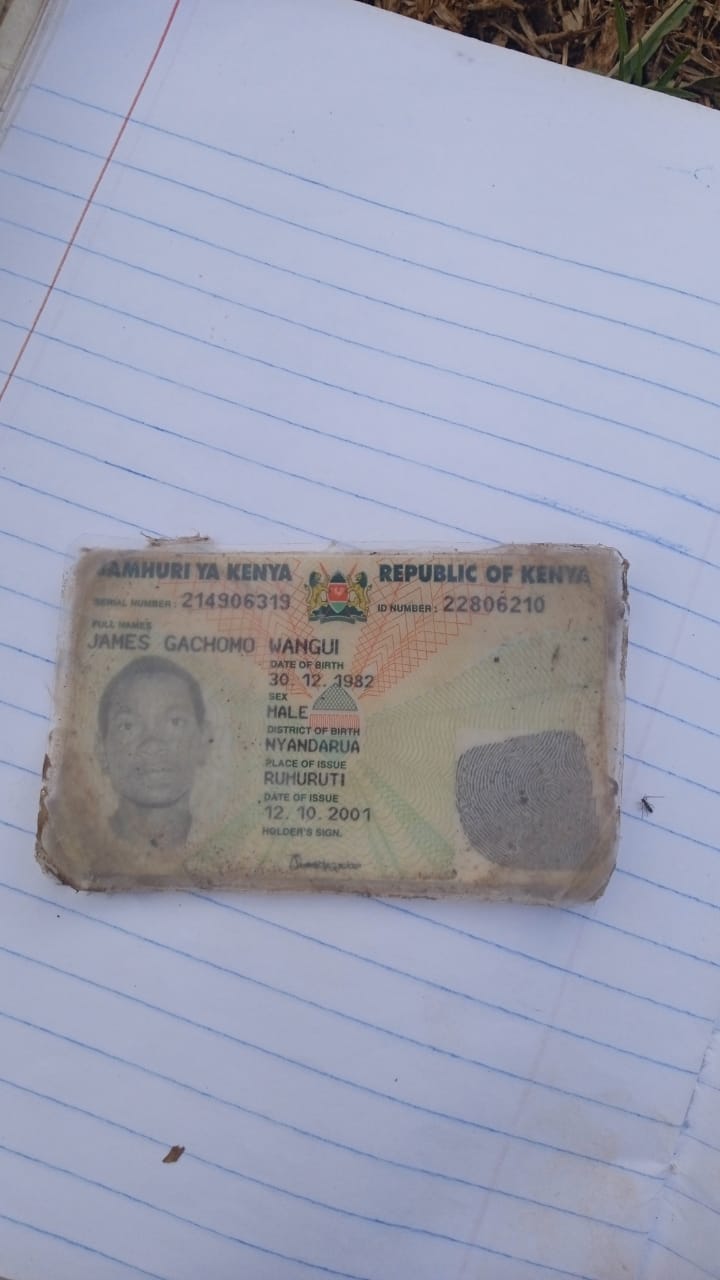 JAMHURI YA KENYA REPUBLIC OF KENYA
SERIAL NUMBER: 214906319 ID NUMBER: 22806210
FULL NAMES
JAMES GACHOMO WANGUI
DATE OF BIRTH
30. 12. 1982
SEX
MALE
DISTRICT OF BIRTH
NYANDARUA
PLACE OF ISSUE
RUMURUTI
DATE OF ISSUE
12. 10. 2001
HOLDER'S SIGN.